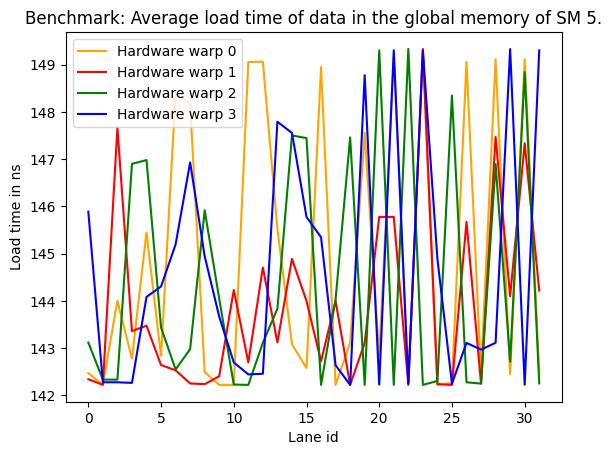 Benchmark: Average load time of data in the global memory of SM 5.
Hardware warp 0
Hardware warp 1
Hardware warp 2
Hardware warp 3
149
148
147
146
145
144
143
142
Load time in ns
0 5 10 15 20 25 30
Lane id